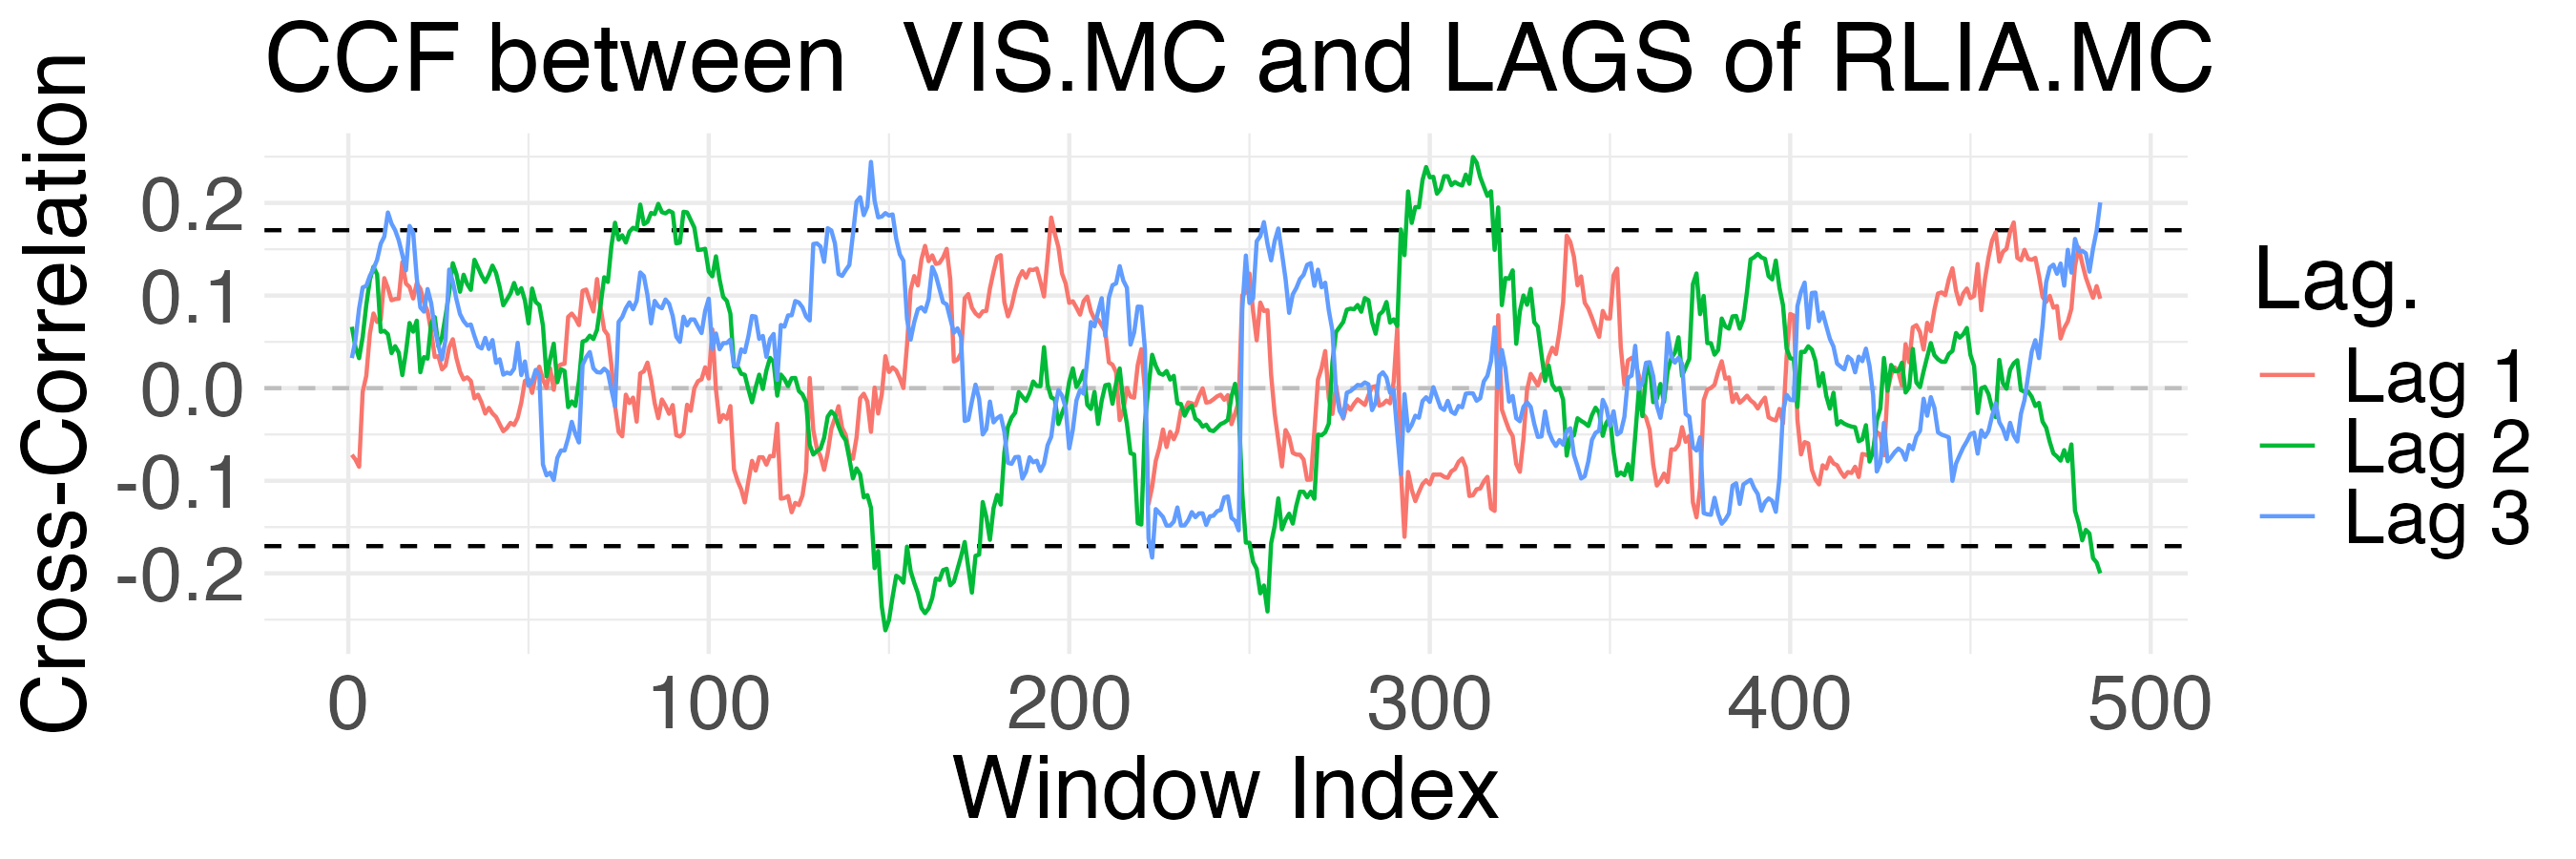 CCF between  VIS.MC and LAGS of RLIA.MC
Cross-Correlation
0.2
0.1
0.0
-0.1
-0.2
0 100 200 300 400 500
Window Index
Lag.
Lag 1
Lag 2
Lag 3